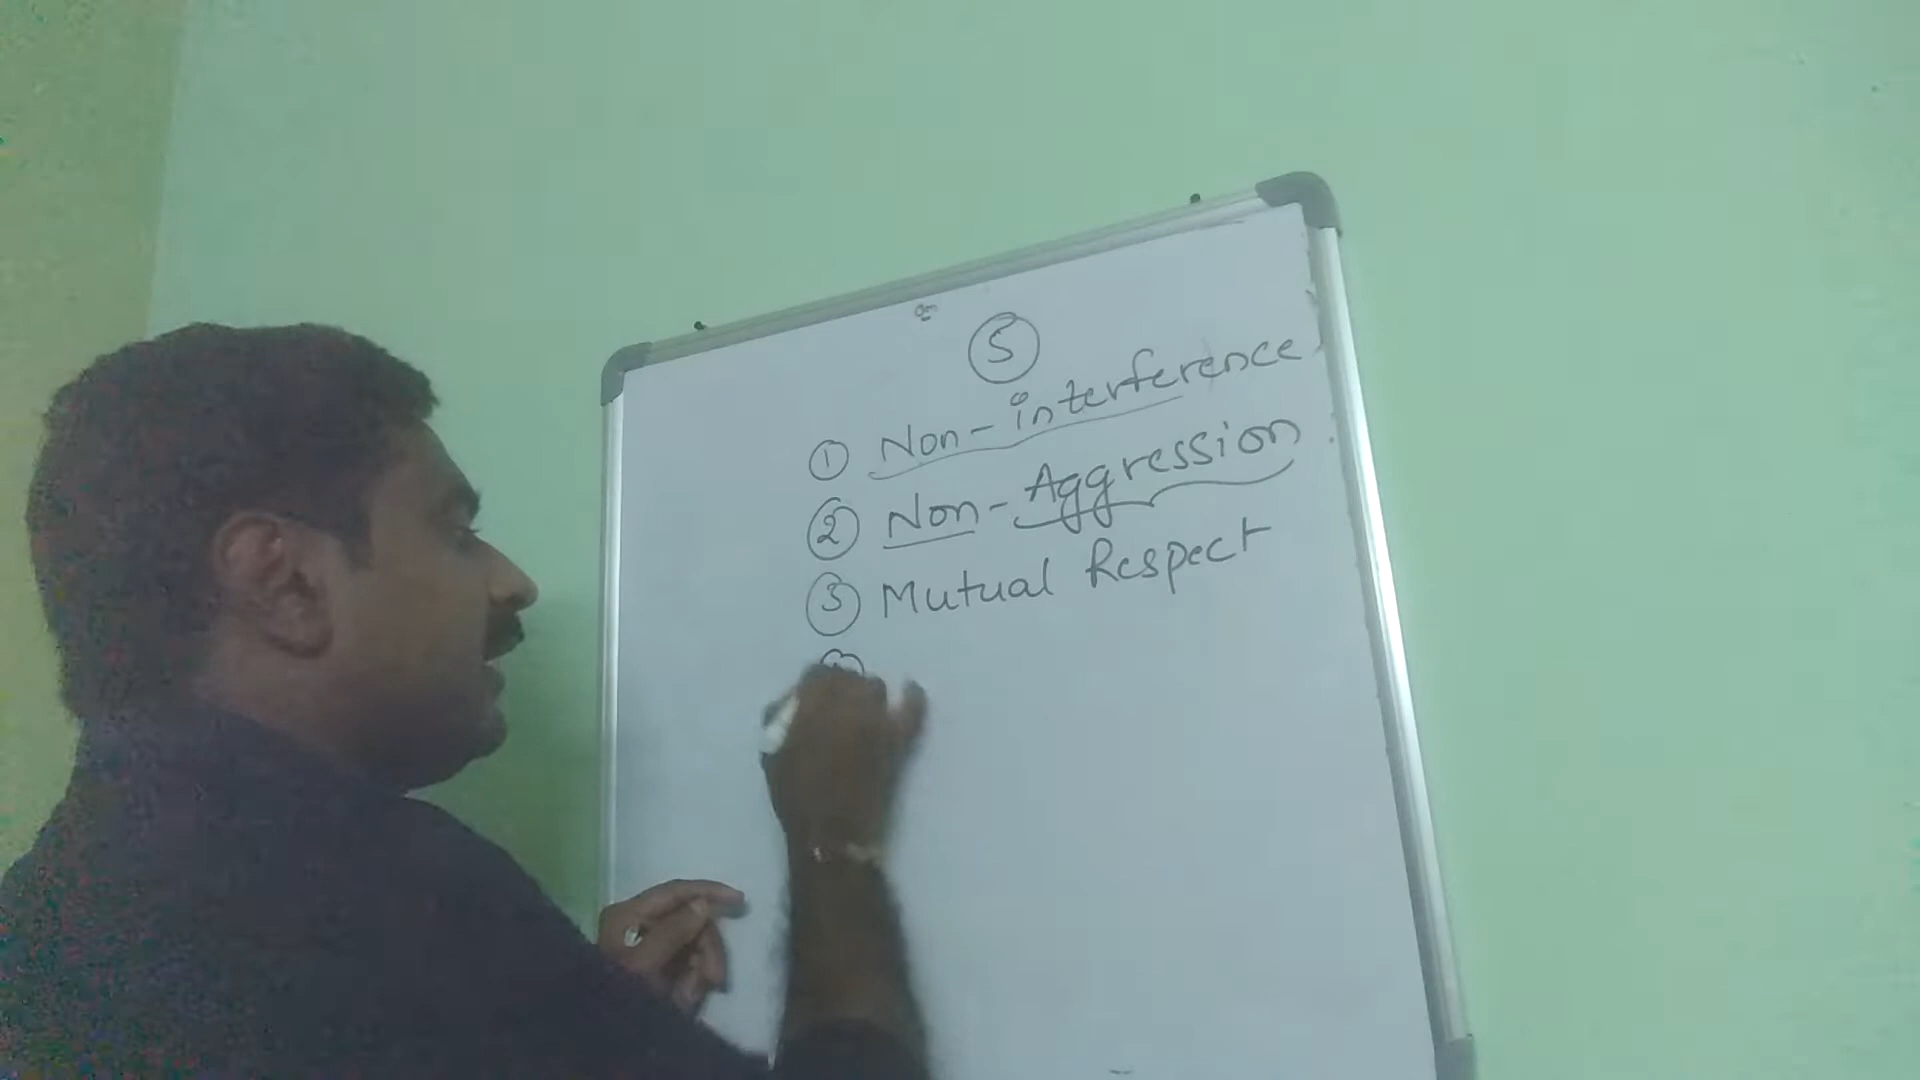 5
① Non-interference
② Non-Aggression
③ Mutual Respect